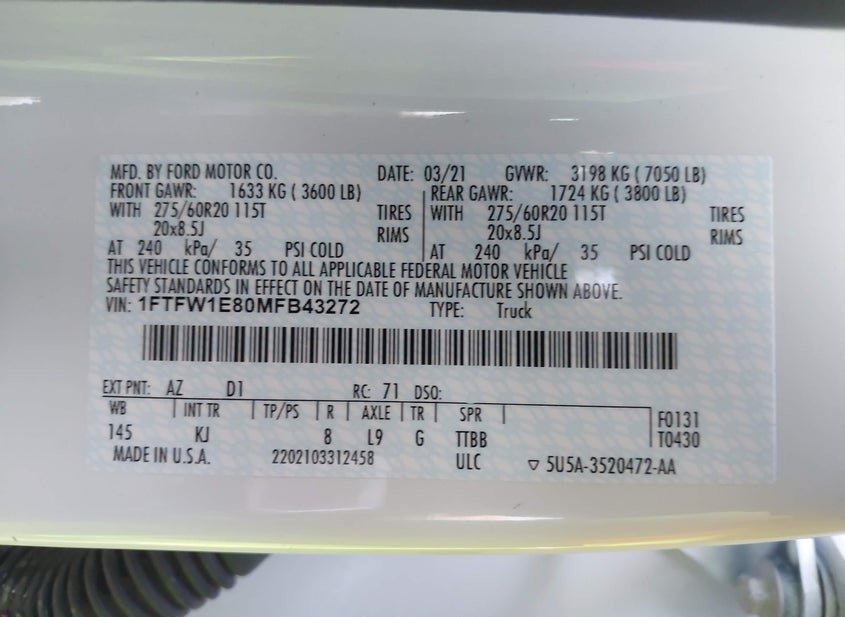 MFD. BY FORD MOTOR CO. DATE: 03/21 GVWR: 3198 KG ( 7050 LB)
FRONT GAWR: 1633 KG ( 3600 LB) REAR GAWR: 1724 KG ( 3800 LB)
WITH 275/60R20 115T TIRES WITH 275/60R20 115T TIRES
20x8.5J RIMS 20x8.5J RIMS
AT 240 kPa/ 35 PSI COLD AT 240 kPa/ 35 PSI COLD
THIS VEHICLE CONFORMS TO ALL APPLICABLE FEDERAL MOTOR VEHICLE
SAFETY STANDARDS IN EFFECT ON THE DATE OF MANUFACTURE SHOWN ABOVE.
VIN: 1FTFW1E80MFB43272 TYPE: Truck
EXT PNT: AZ D1 RC: 71 DSO:
WB INT TR TP/PS R AXLE TR SPR F0131
145 KJ 8 L9 G TTBB T0430
MADE IN U.S.A. 2202103312458 ULC ▽ 5U5A-3520472-AA